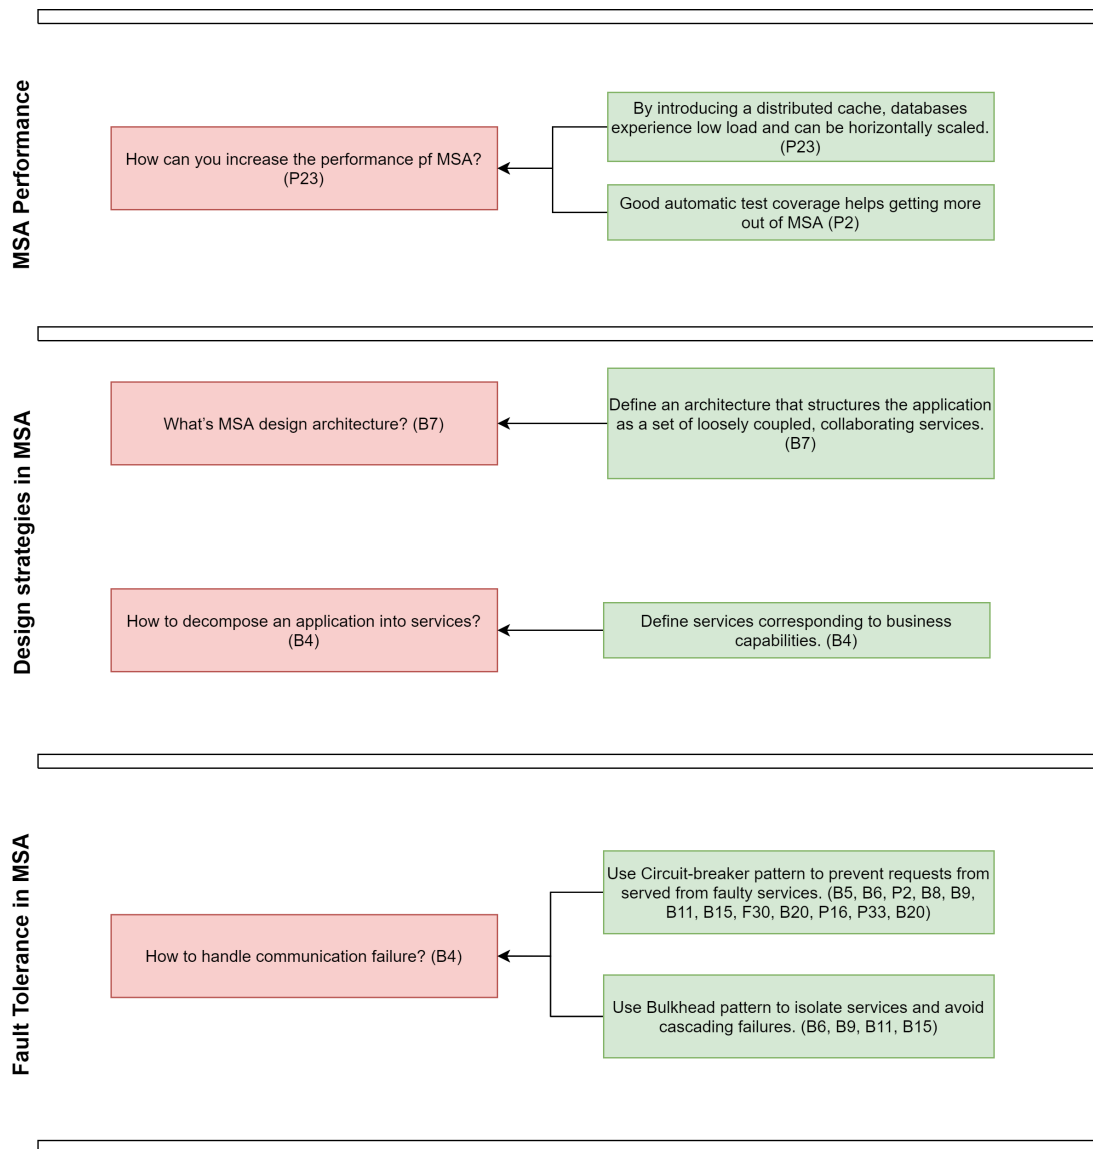 MSA Performance
How can you increase the performance pf MSA?
(P23)
By introducing a distributed cache, databases
experience low load and can be horizontally scaled.
(P23)
Good automatic test coverage helps getting more
out of MSA (P2)
Design strategies in MSA
What's MSA design architecture? (B7)
Define an architecture that structures the application
as a set of loosely coupled, collaborating services.
(B7)
How to decompose an application into services?
(B4)
Define services corresponding to business
capabilities. (B4)
Fault Tolerance in MSA
How to handle communication failure? (B4)
Use Circuit-breaker pattern to prevent requests from
served from faulty services. (B5, B6, P2, B8, B9,
B11, B15, F30, B20, P16, P33, B20)
Use Bulkhead pattern to isolate services and avoid
cascading failures. (B6, B9, B11, B15)